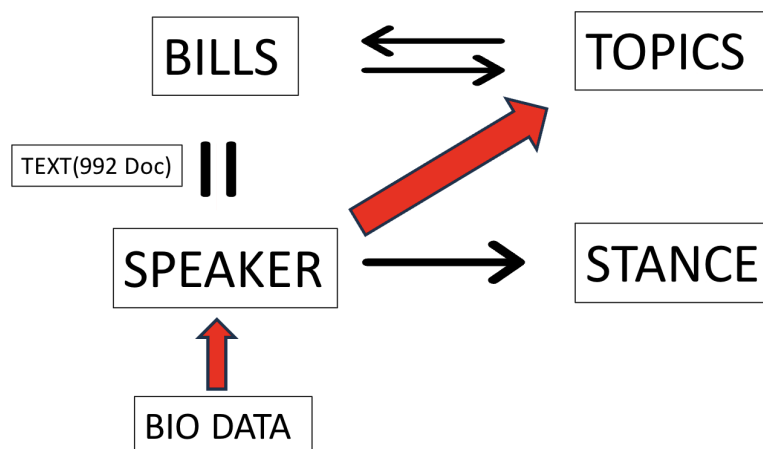 BILLS
TOPICS
TEXT(992 Doc)
SPEAKER
STANCE
BIO DATA